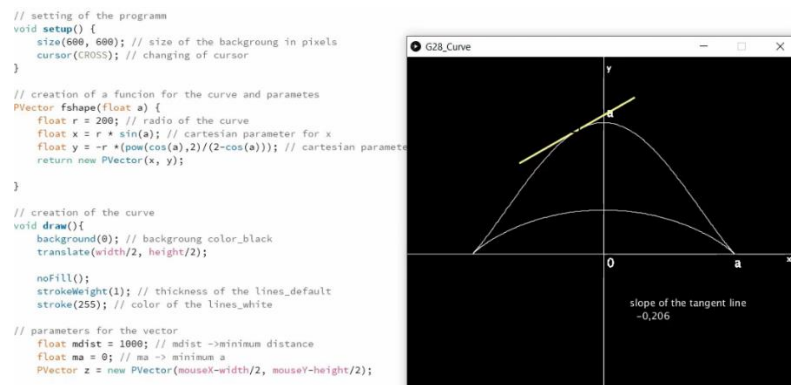 // setting of the programm
void setup() {
size(600, 600); // size of the backgroung in pixels
cursor(CROSS); // changing of cursor
}
// creation of a funcion for the curve and parametes
PVector fshape(float a) {
float r = 200; // radio of the curve
float x = r * sin(a); // cartesian parameter for x
float y = -r *(pow(cos(a),2)/(2-cos(a))); // cartesian paramete
return new PVector(x, y);
}
// creation of the curve
void draw(){
background(0); // backgroung color_black
translate(width/2, height/2);
noFill();
strokeWeight(1); // thickness of the lines_default
stroke(255); // color of the lines_white
// parameters for the vector
float mdist = 1000; // mdist ->minimum distance
float ma = 0; // ma -> minimum a
PVector z = new PVector(mouseX-width/2, mouseY-height/2);
G28_Curve
y
a
0
a
x
slope of the tangent line
-0,206